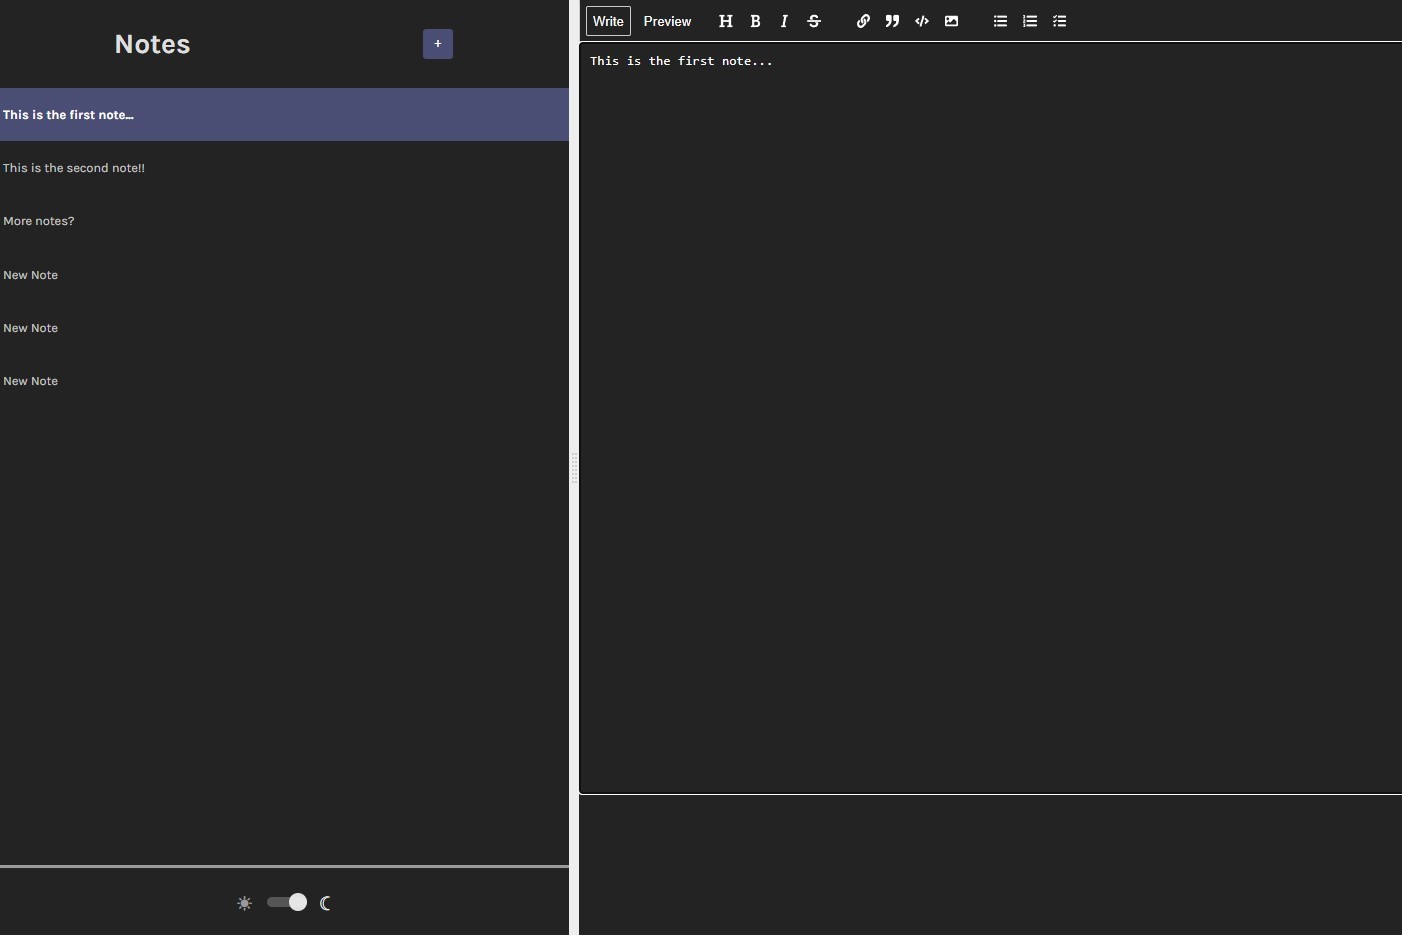 Notes
+
This is the first note...
This is the second note!!
More notes?
New Note
New Note
New Note
Write Preview H B I S
This is the first note...